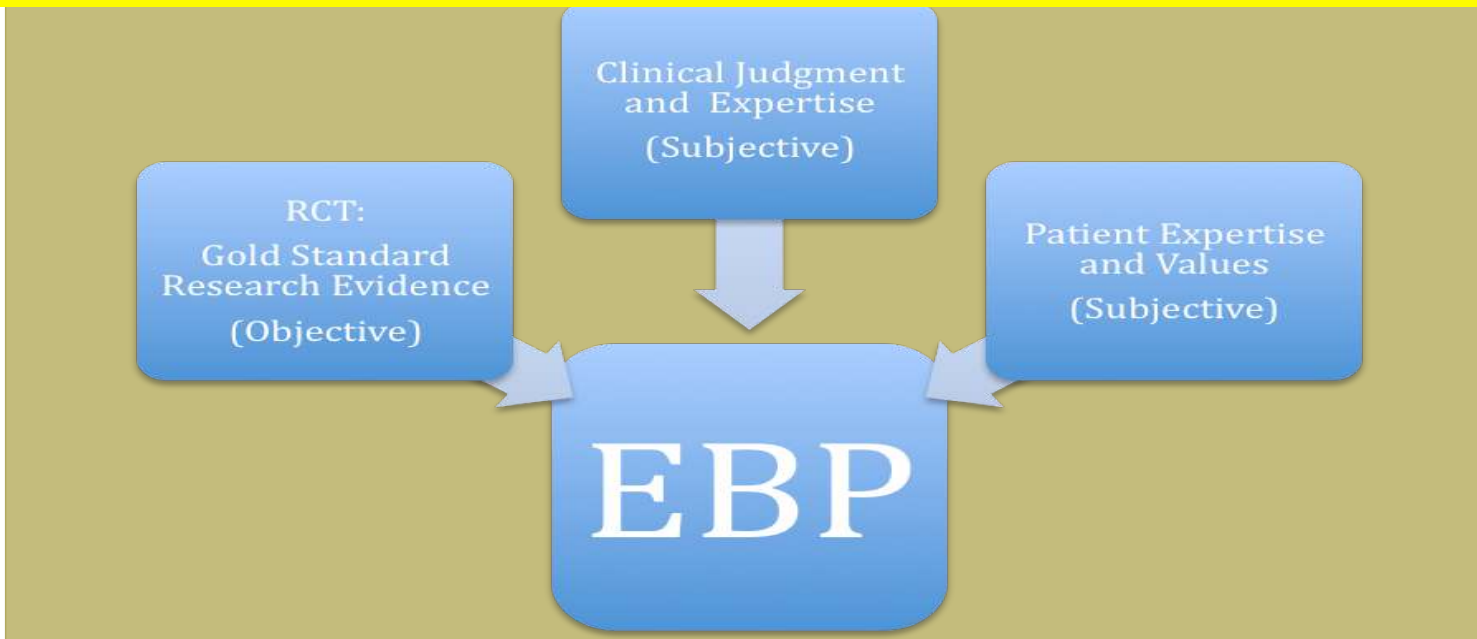 Clinical Judgment
and Expertise
(Subjective)
RCT:
Gold Standard
Research Evidence
(Objective)
Patient Expertise
and Values
(Subjective)
EBP